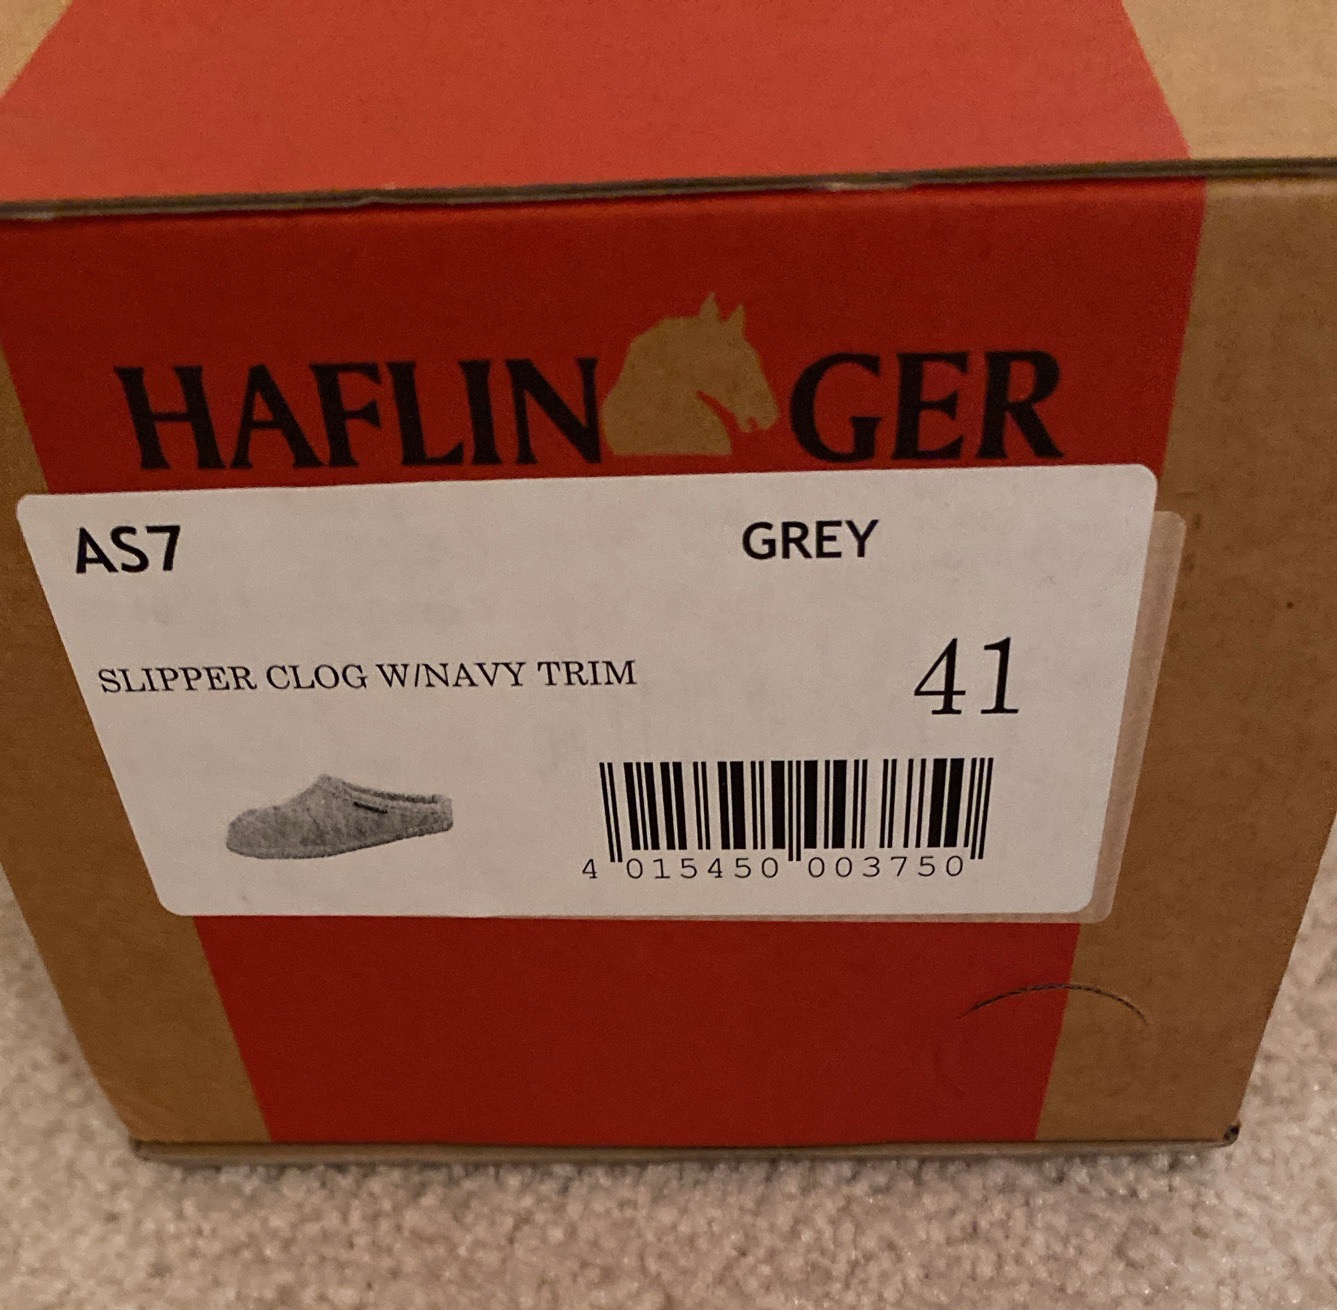 HAFLINGER
AS7 GREY
SLIPPER CLOG W/NAVY TRIM 41
4 015450 003750